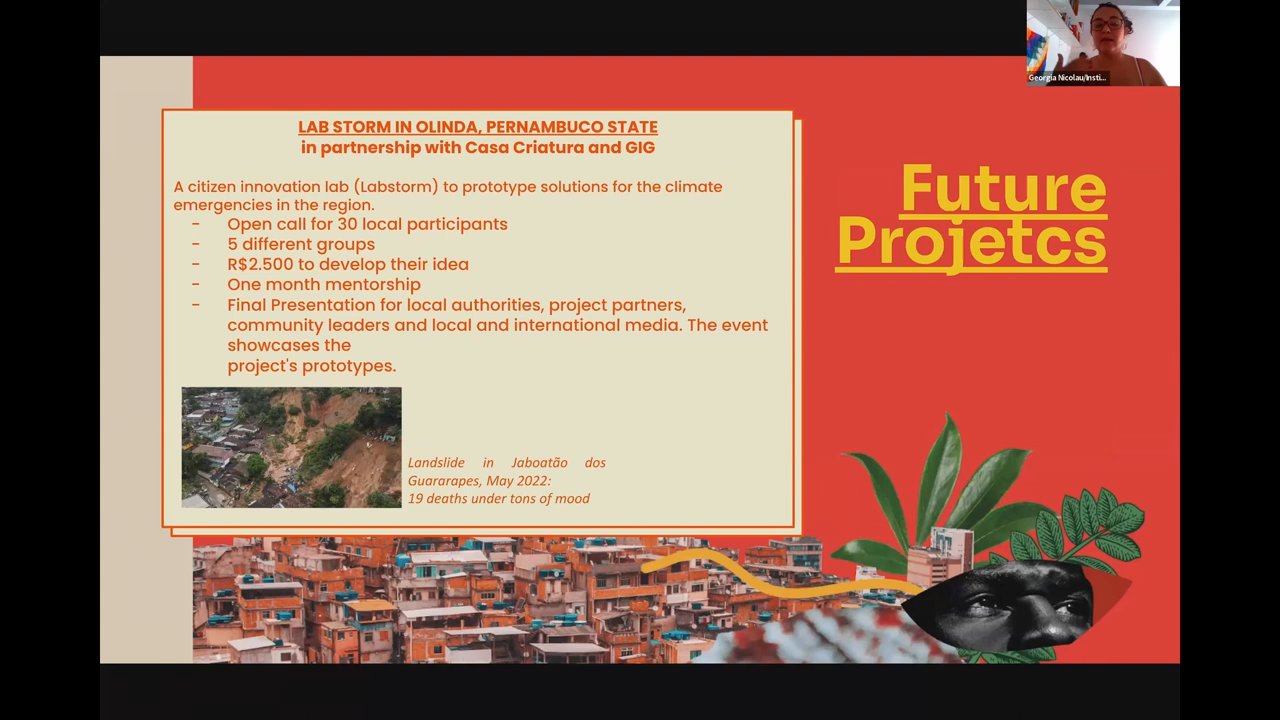 Georgia Nicolau/Insti...
LAB STORM IN OLINDA, PERNAMBUCO STATE
in partnership with Casa Criatura and GIG
A citizen innovation lab (Labstorm) to prototype solutions for the climate
emergencies in the region.
- Open call for 30 local participants
- 5 different groups
- R$2.500 to develop their idea
- One month mentorship
- Final Presentation for local authorities, project partners,
community leaders and local and international media. The event
showcases the
project's prototypes.
Landslide in Jaboatão dos
Guararapes, May 2022:
19 deaths under tons of mood
Future
Projetcs